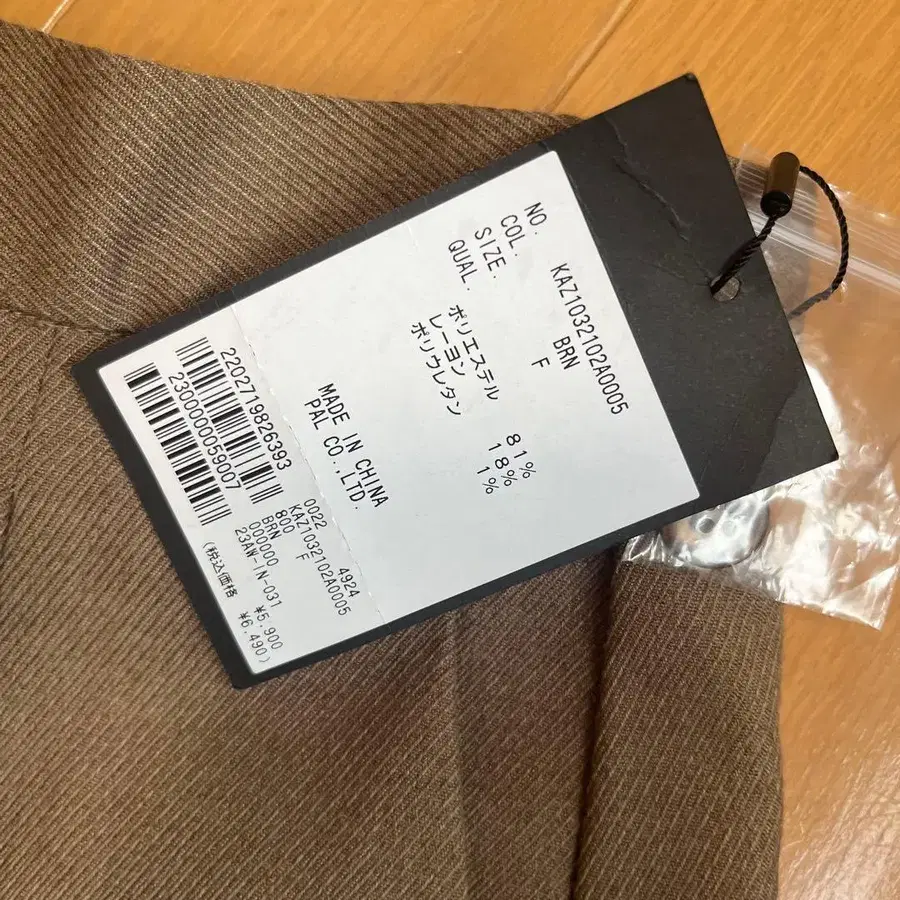 NO. KAZ1032102A0005
COL. BRN
SIZE. F
QUAL
ポリエステル 81%
レーヨン 18%
ポリウレタン 1%
MADE IN CHINA
PAL CO.,LTD.
2202719826393
2300000059007
0022 4924
KAZ1032102A0005
800 F
BRN
000000 ¥5,900
23AW-IN-031
(税込価格 ¥6,490)